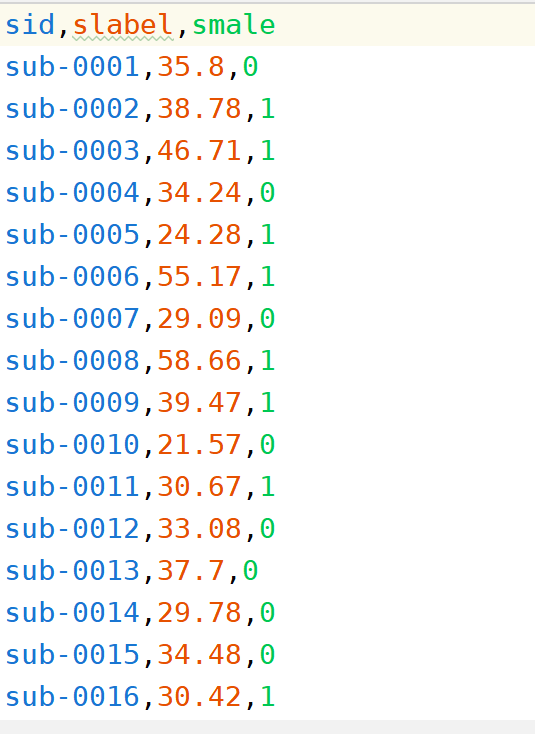 sid,slabel,smale
sub-0001,35.8,0
sub-0002,38.78,1
sub-0003,46.71,1
sub-0004,34.24,0
sub-0005,24.28,1
sub-0006,55.17,1
sub-0007,29.09,0
sub-0008,58.66,1
sub-0009,39.47,1
sub-0010,21.57,0
sub-0011,30.67,1
sub-0012,33.08,0
sub-0013,37.7,0
sub-0014,29.78,0
sub-0015,34.48,0
sub-0016,30.42,1